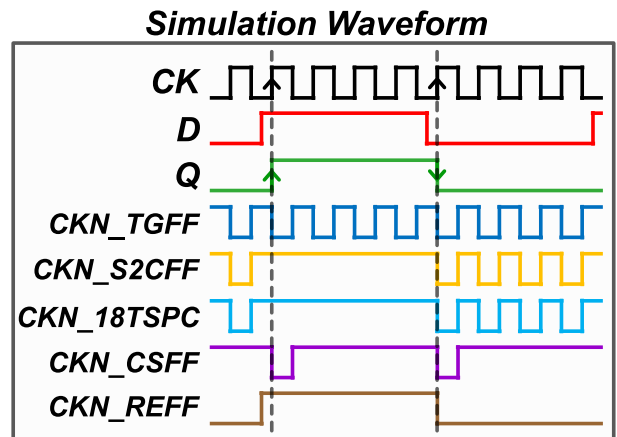 Simulation Waveform
CK
D
Q
CKN_TGFF
CKN_S2CFF
CKN_18TSPC
CKN_CSFF
CKN_REFF